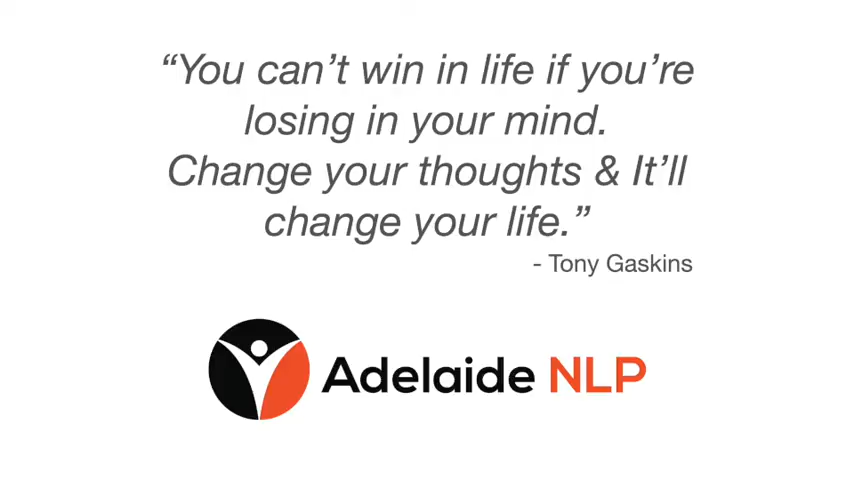 “You can’t win in life if you’re
losing in your mind.
Change your thoughts & It’ll
change your life.”
- Tony Gaskins
Adelaide NLP